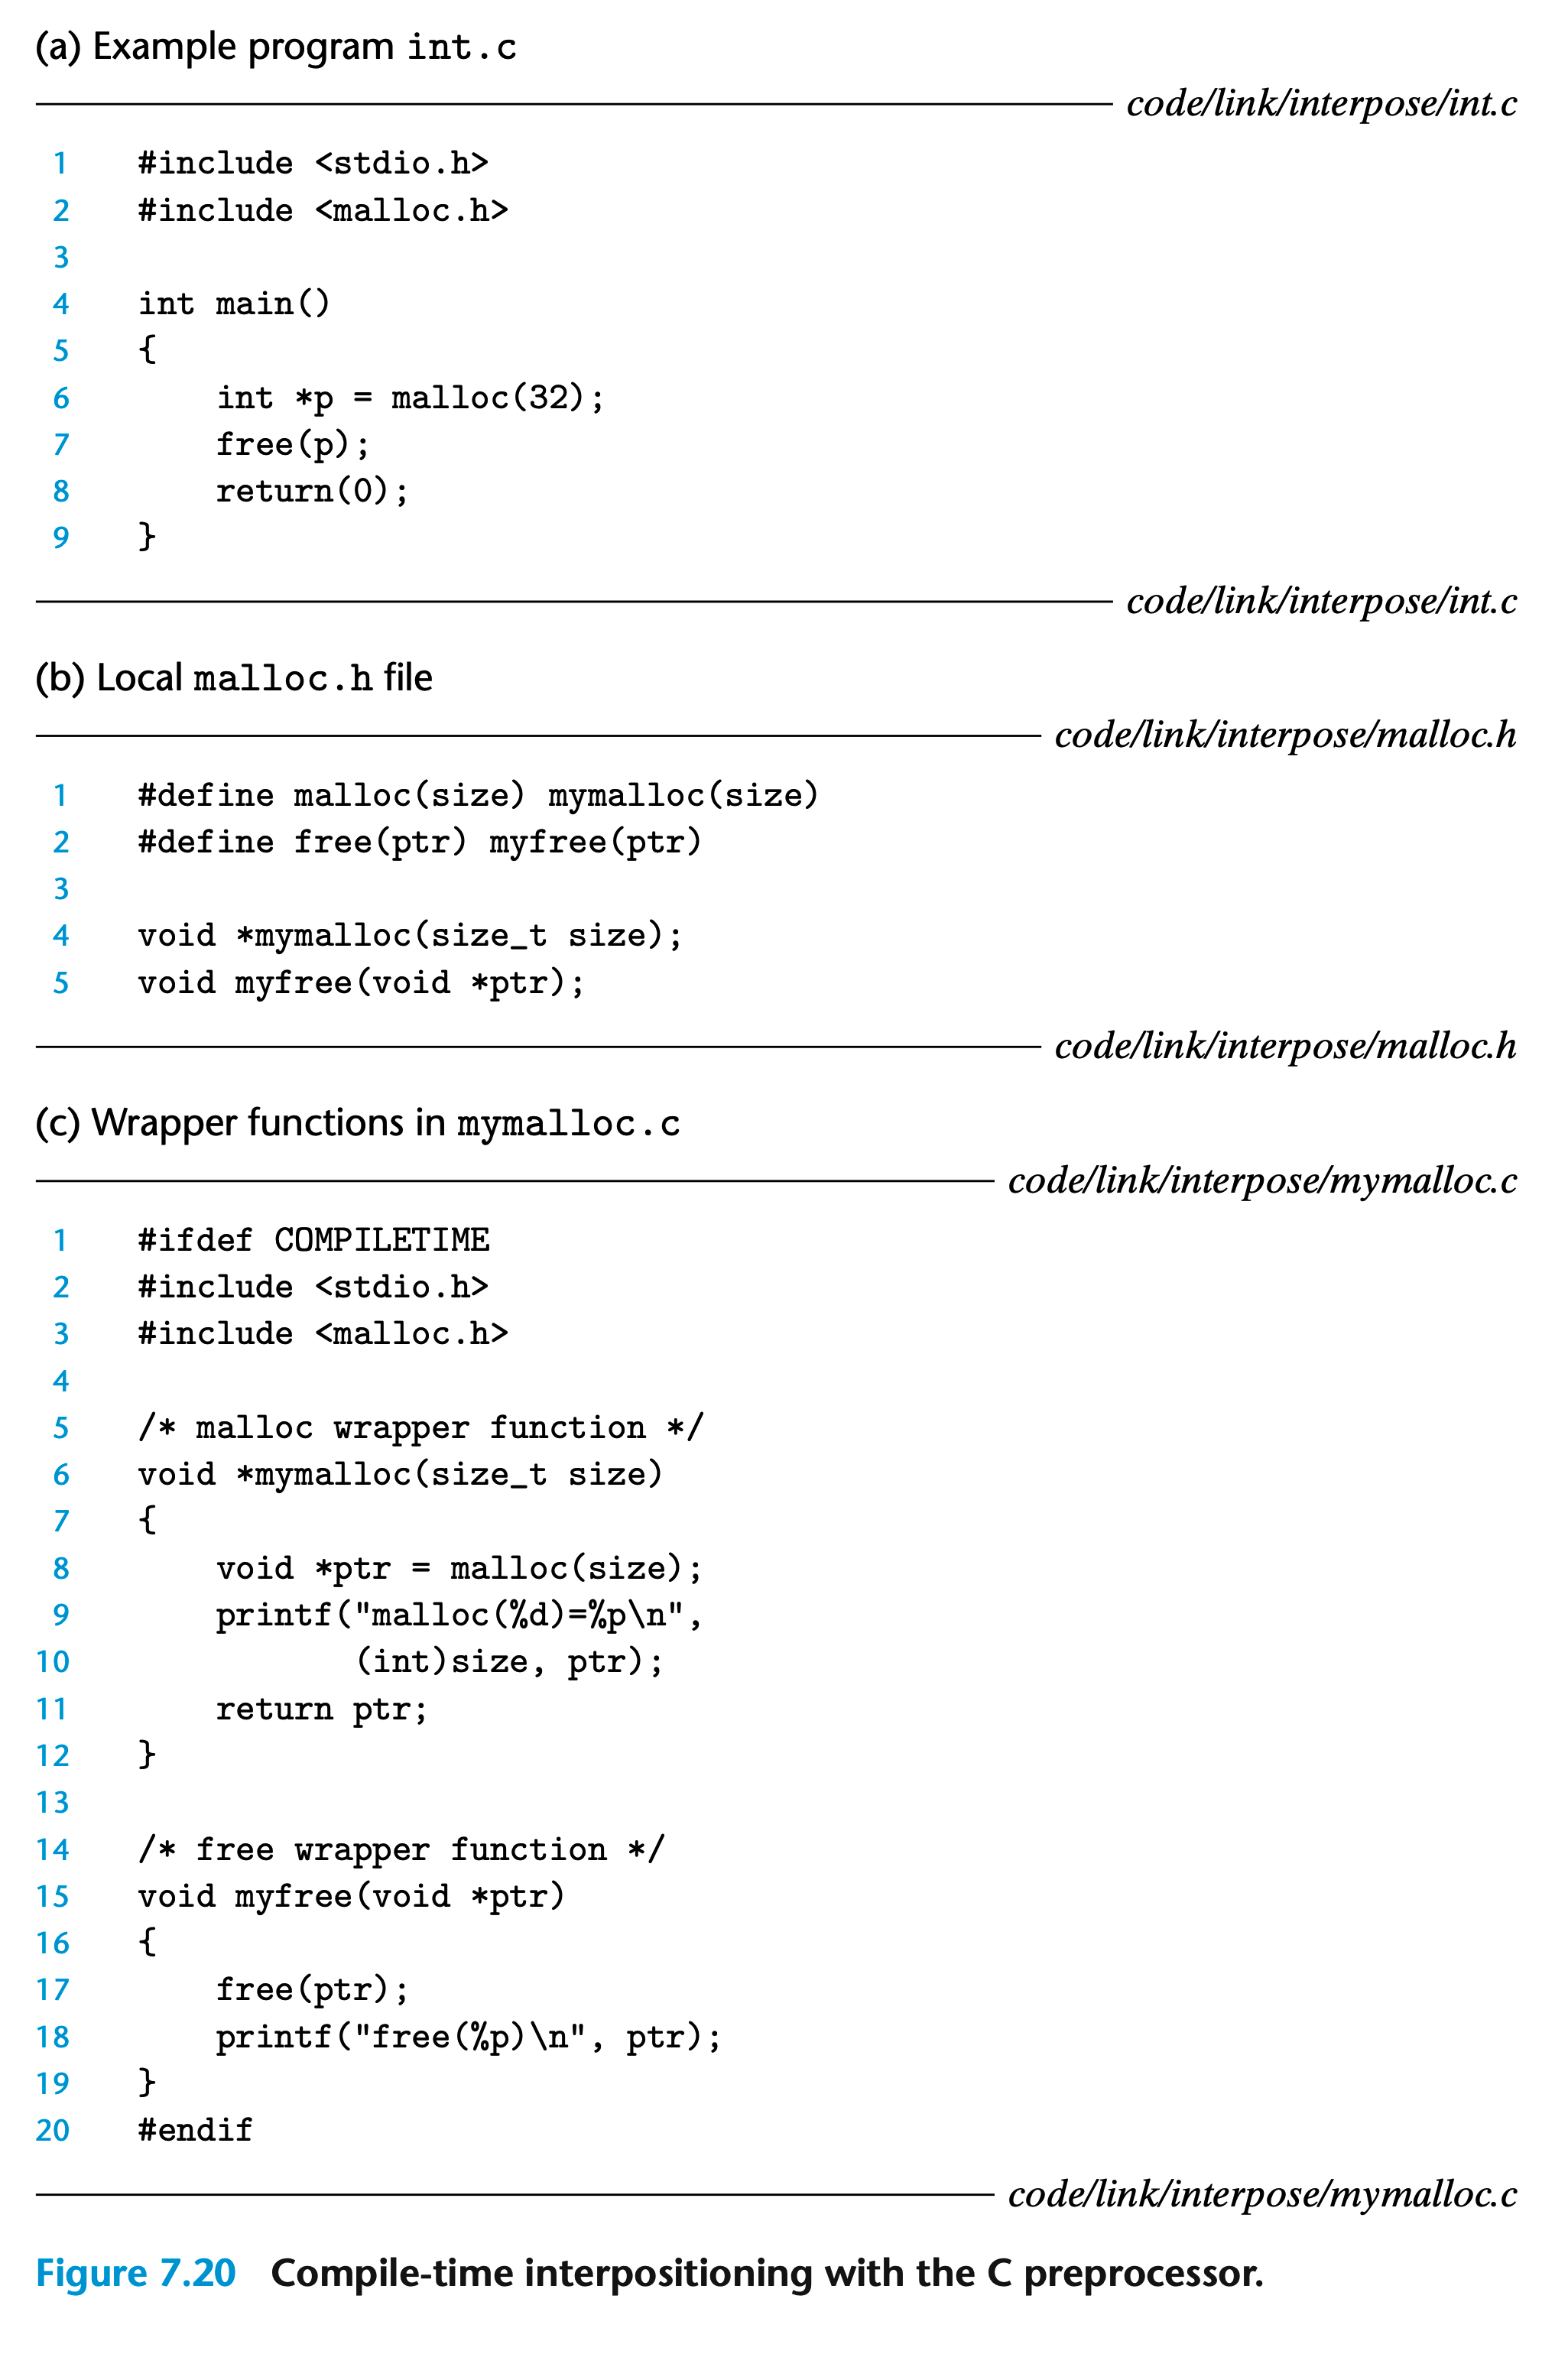 (a) Example program int.c
code/link/interpose/int.c
1 #include <stdio.h>
2 #include <malloc.h>
3
4 int main()
5 {
6     int *p = malloc(32);
7     free(p);
8     return(0);
9 }
code/link/interpose/int.c
(b) Local malloc.h file
code/link/interpose/malloc.h
1 #define malloc(size) mymalloc(size)
2 #define free(ptr) myfree(ptr)
3
4 void *mymalloc(size_t size);
5 void myfree(void *ptr);
code/link/interpose/malloc.h
(c) Wrapper functions in mymalloc.c
code/link/interpose/mymalloc.c
1 #ifdef COMPILETIME
2 #include <stdio.h>
3 #include <malloc.h>
4
5 /* malloc wrapper function */
6 void *mymalloc(size_t size)
7 {
8     void *ptr = malloc(size);
9     printf("malloc(%d)=%p\n",
10            (int)size, ptr);
11     return ptr;
12 }
13
14 /* free wrapper function */
15 void myfree(void *ptr)
16 {
17     free(ptr);
18     printf("free(%p)\n", ptr);
19 }
20 #endif
code/link/interpose/mymalloc.c
Figure 7.20 Compile-time interpositioning with the C preprocessor.